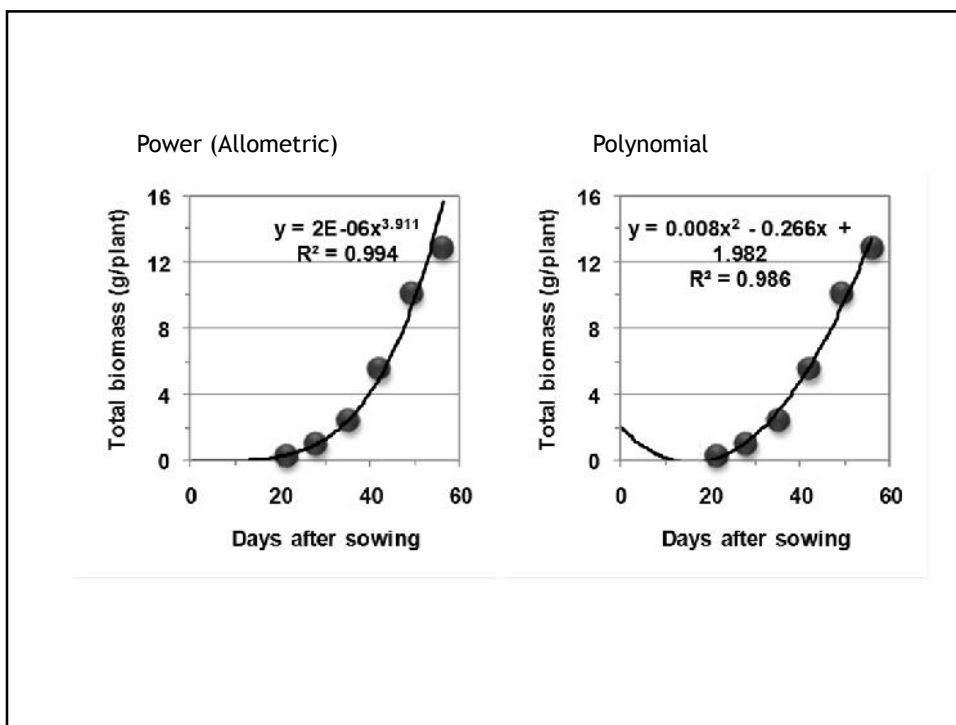 Power (Allometric)
Total biomass (g/plant)
16
12
8
4
0
y = 2E-06x³·⁹¹¹
R² = 0.994
0 20 40 60
Days after sowing
Polynomial
Total biomass (g/plant)
16
12
8
4
0
y = 0.008x² - 0.266x +
1.982
R² = 0.986
0 20 40 60
Days after sowing